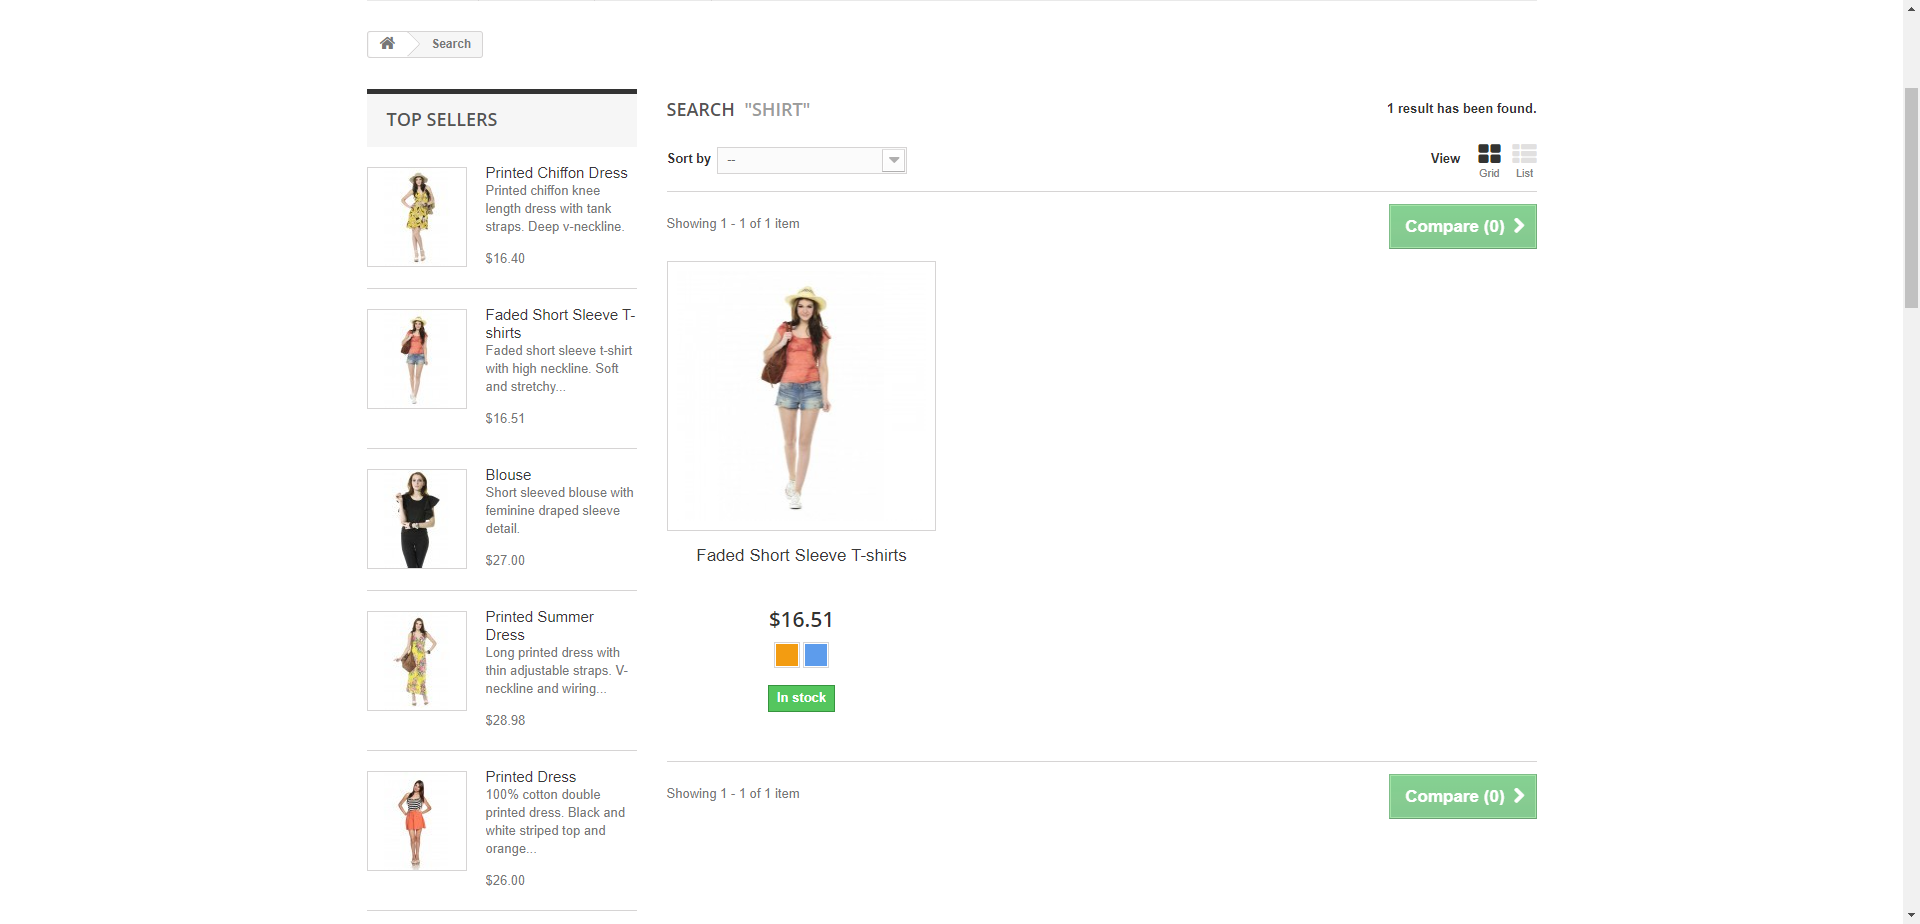 Search
TOP SELLERS
Printed Chiffon Dress
Printed chiffon knee
length dress with tank
straps. Deep v-neckline.
$16.40
Faded Short Sleeve T-
shirts
Faded short sleeve t-shirt
with high neckline. Soft
and stretchy...
$16.51
Blouse
Short sleeved blouse with
feminine draped sleeve
detail.
$27.00
Printed Summer
Dress
Long printed dress with
thin adjustable straps. V-
neckline and wiring...
$28.98
Printed Dress
100% cotton double
printed dress. Black and
white striped top and
orange...
$26.00
SEARCH "SHIRT"
1 result has been found.
Sort by --
View
Grid
List
Showing 1 - 1 of 1 item
Compare (0)
Faded Short Sleeve T-shirts
$16.51
In stock
Showing 1 - 1 of 1 item
Compare (0)